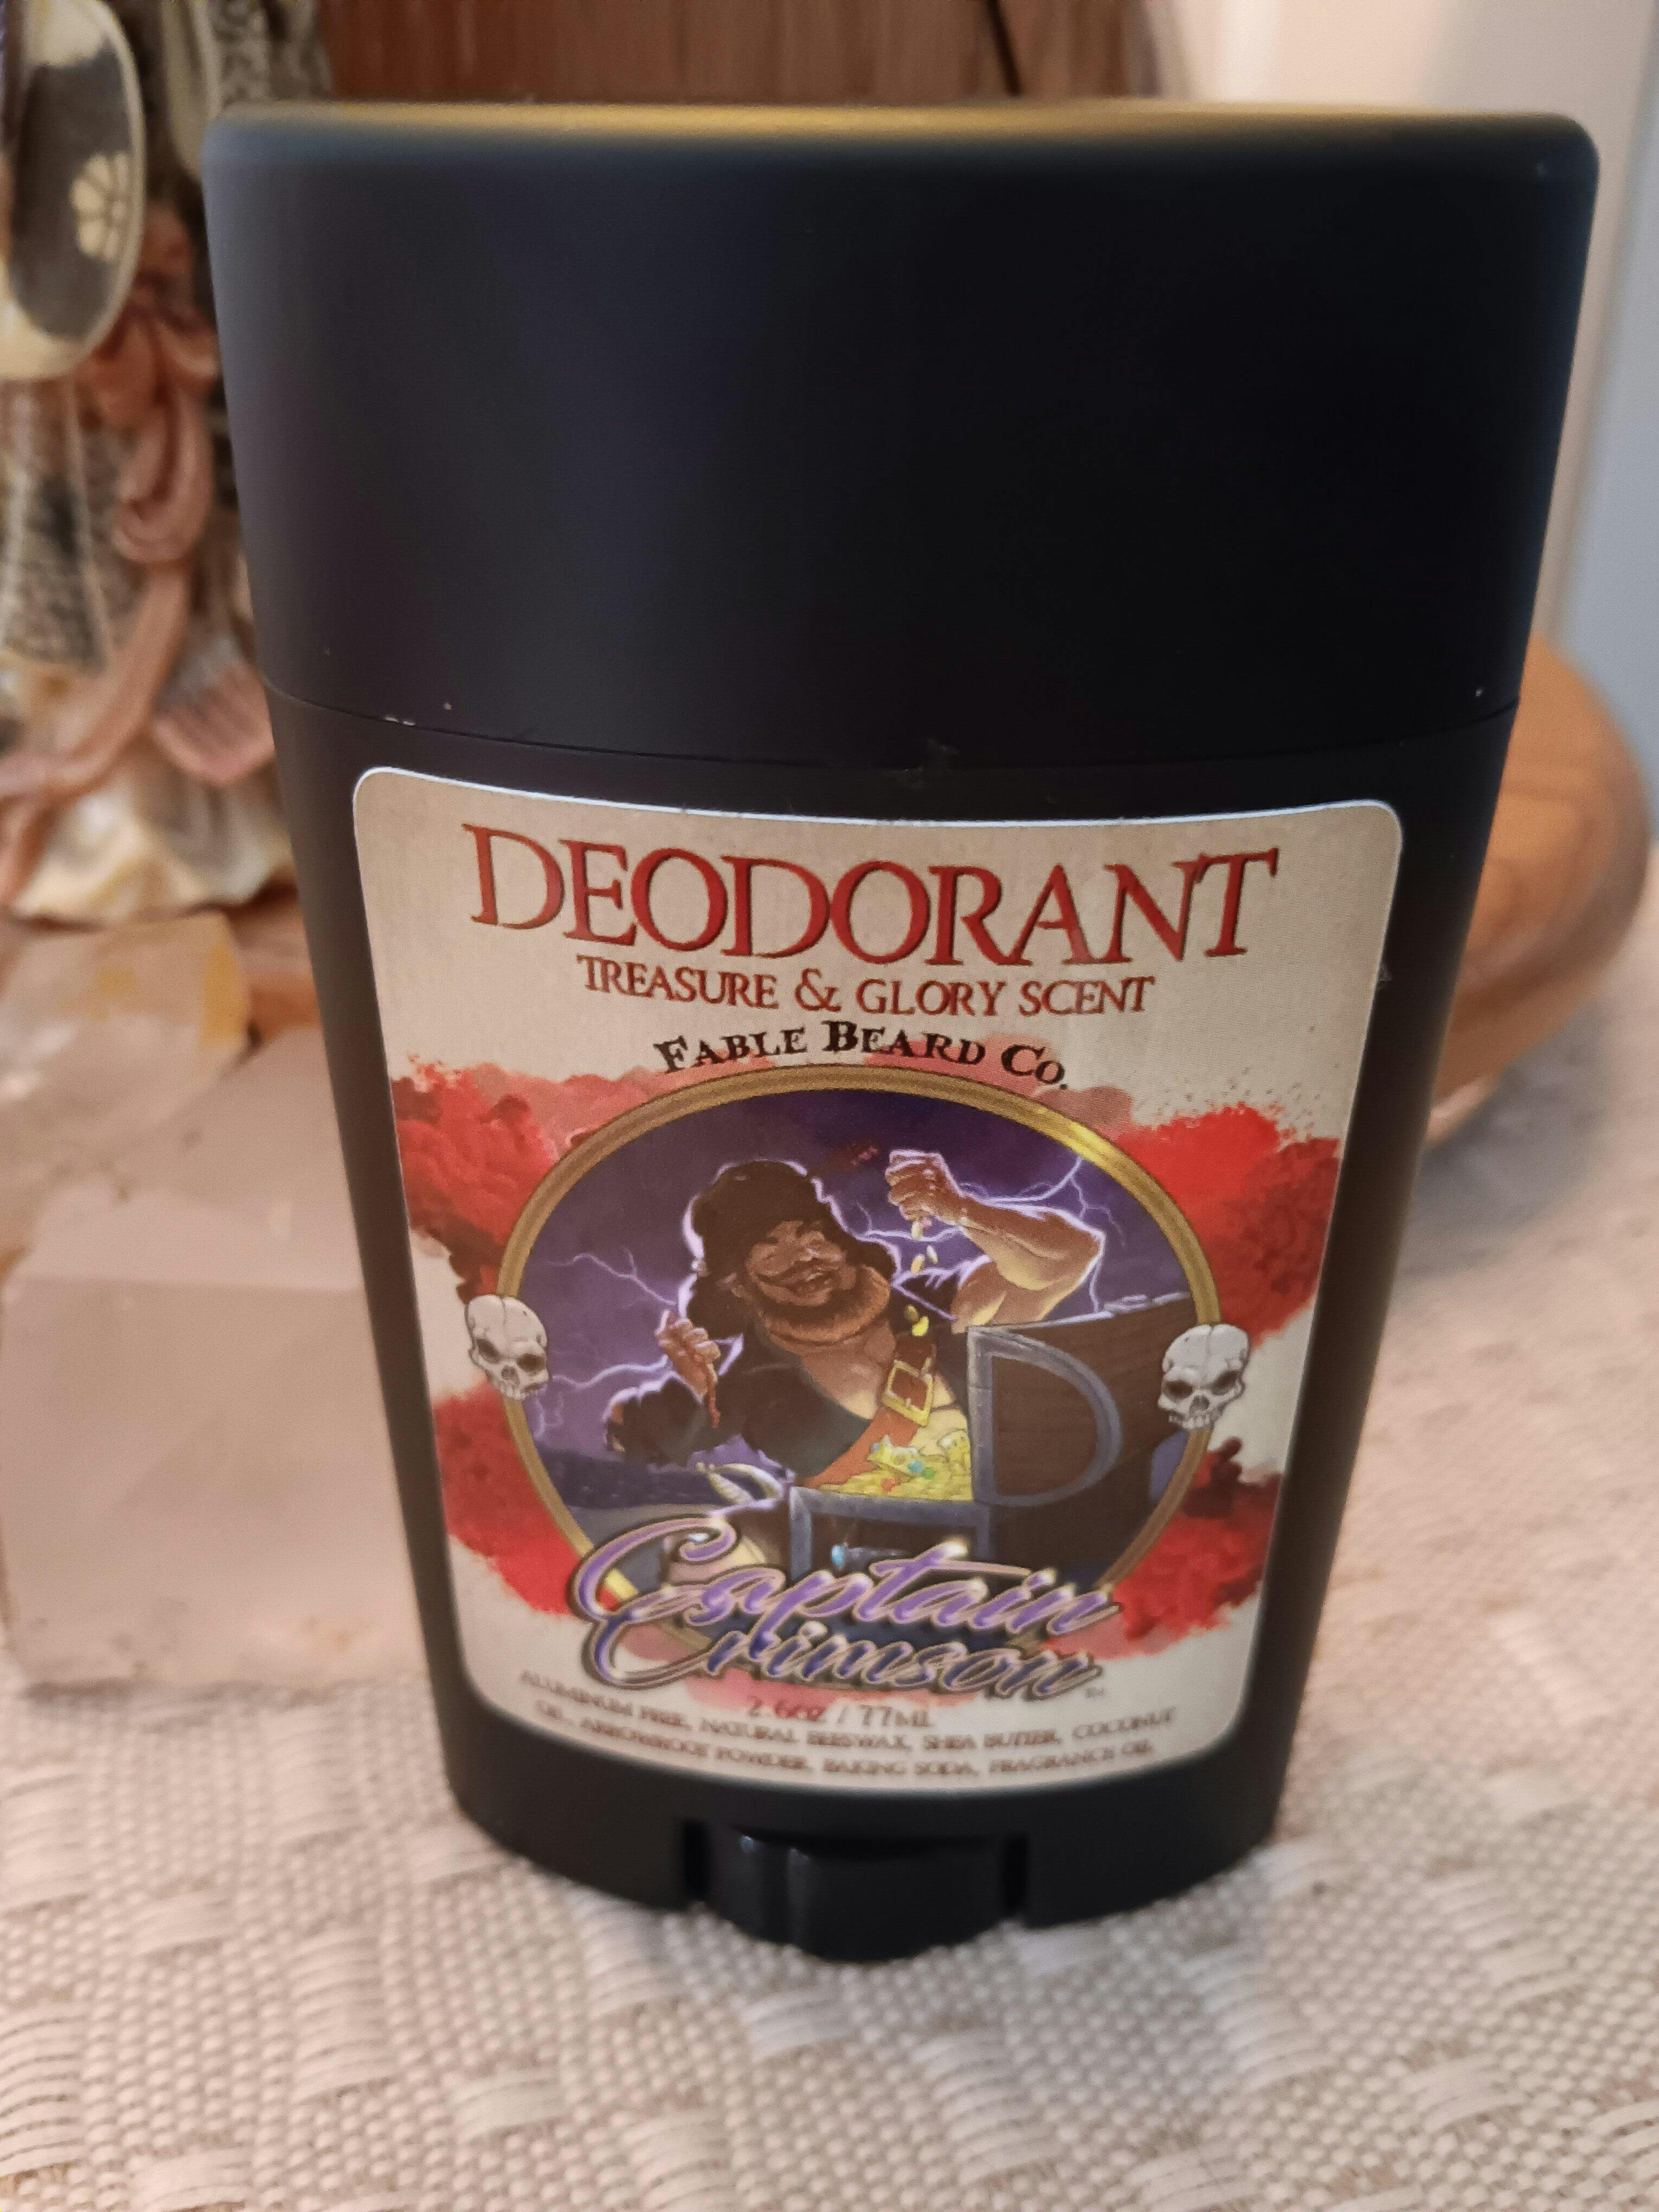 DEODORANT
TREASURE & GLORY SCENT
FABLE BEARD CO.
Captain
Crimson
TM
2.6oz / 77ML
ALUMINUM FREE, NATURAL BEESWAX, SHEA BUTTER, COCONUT
OIL, ARROWROOT POWDER, BAKING SODA, FRAGRANCE OIL